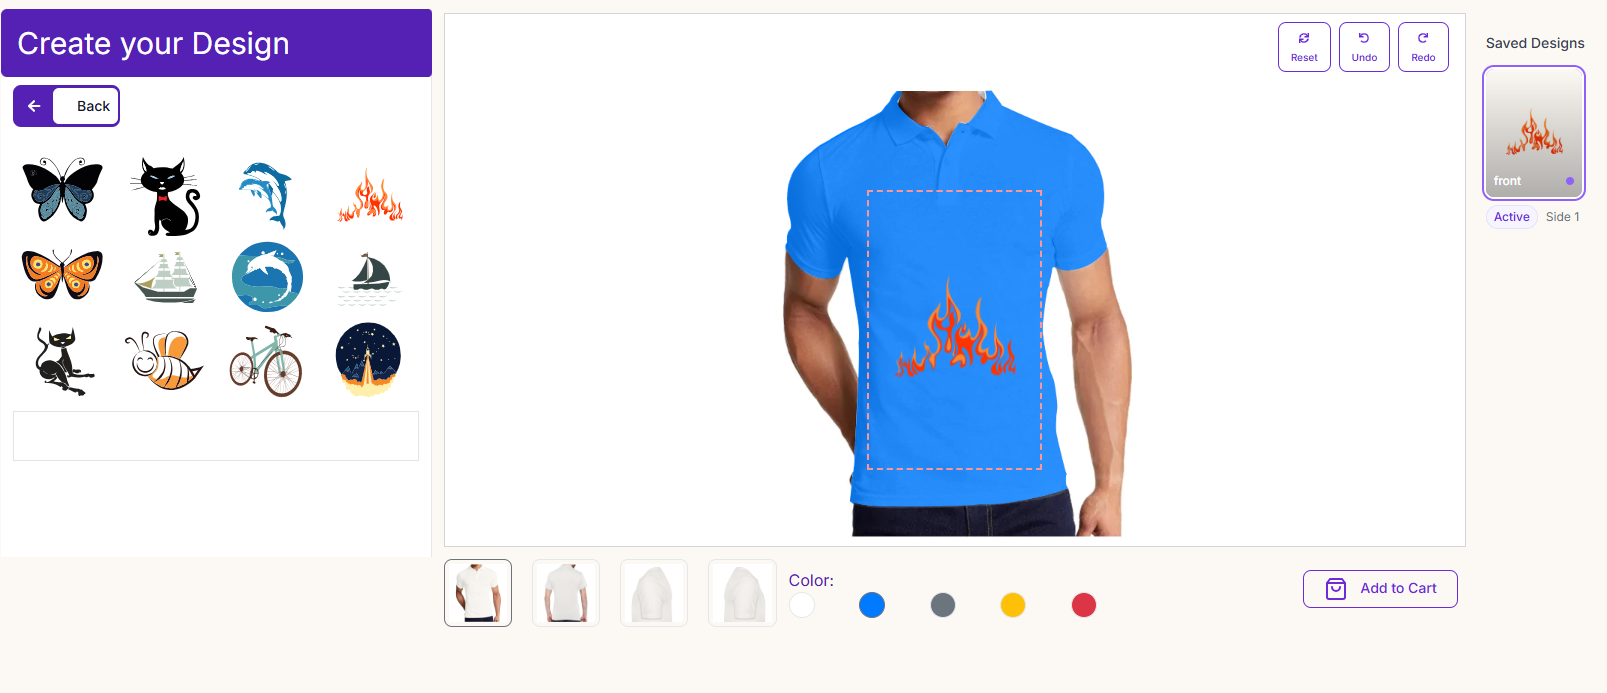 Create your Design
Back
Reset
Undo
Redo
Saved Designs
front
Active
Side 1
Color:
Add to Cart